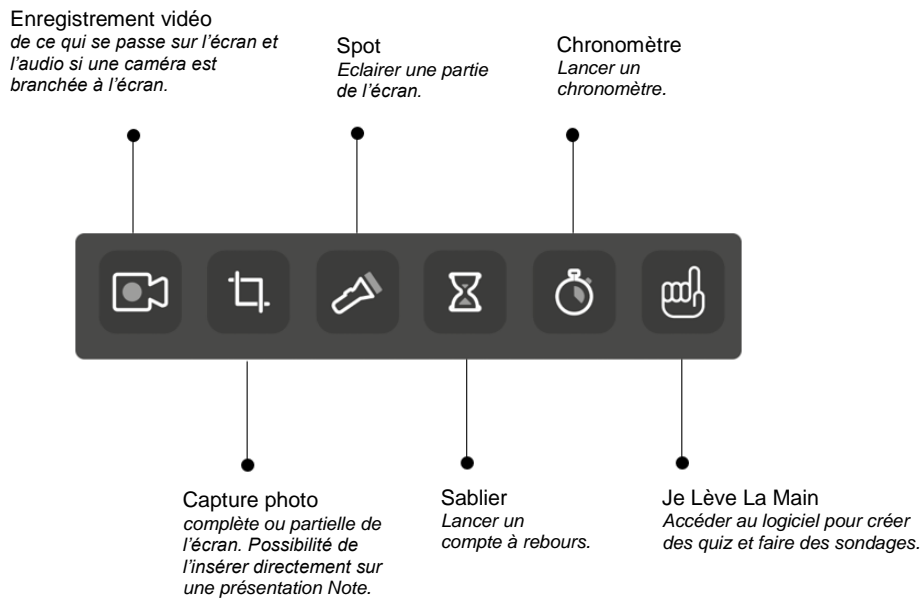 Enregistrement vidéo
de ce qui se passe sur l’écran et
l’audio si une caméra est
branchée à l’écran.
Spot
Eclairer une partie
de l’écran.
Chronomètre
Lancer un
chronomètre.
Capture photo
complète ou partielle de
l’écran. Possibilité de
l’insérer directement sur
une présentation Note.
Sablier
Lancer un
compte à rebours.
Je Lève La Main
Accéder au logiciel pour créer
des quiz et faire des sondages.